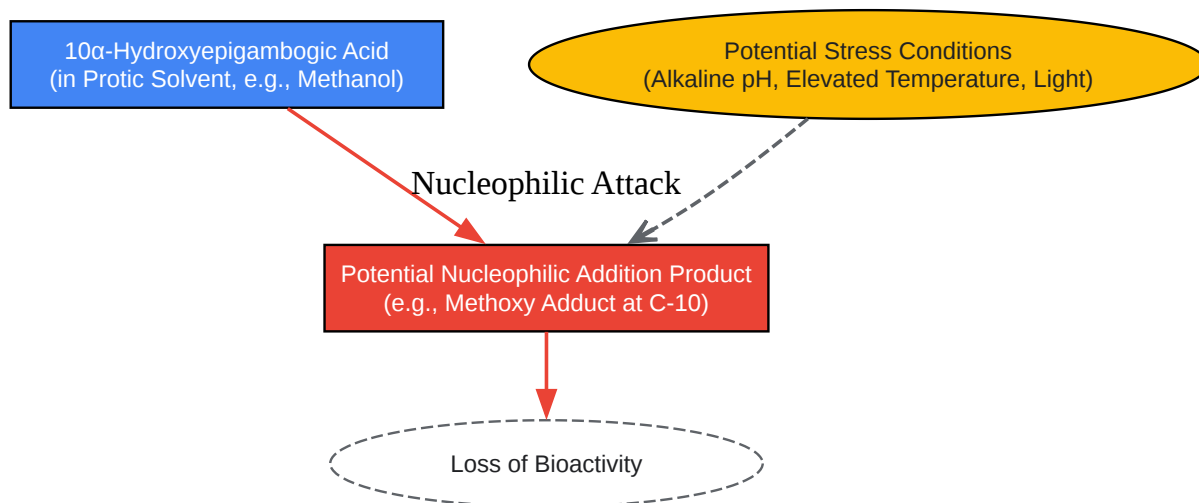 10α-Hydroxyepigambogic Acid
(in Protic Solvent, e.g., Methanol)
Potential Stress Conditions
(Alkaline pH, Elevated Temperature, Light)
Nucleophilic Attack
Potential Nucleophilic Addition Product
(e.g., Methoxy Adduct at C-10)
Loss of Bioactivity